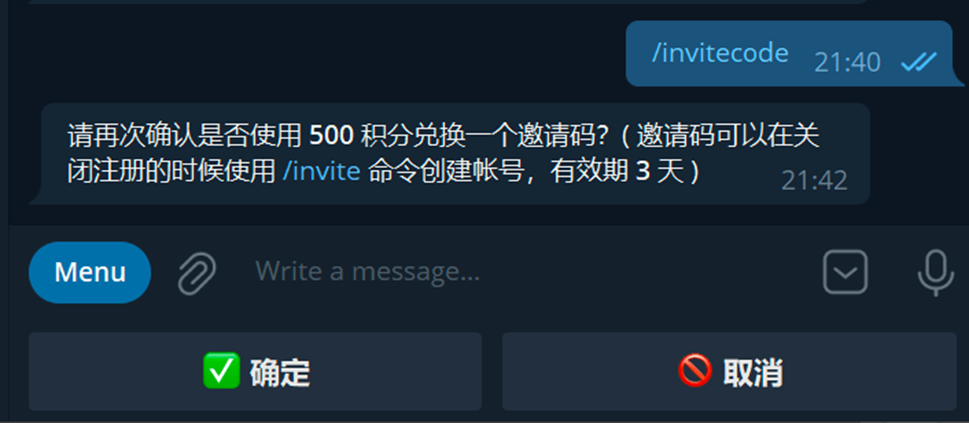 /invitecode 21:40
请再次确认是否使用 500 积分兑换一个邀请码?( 邀请码可以在关
闭注册的时候使用 /invite 命令创建帐号，有效期 3 天 )
21:42
Menu
Write a message...
确定
取消